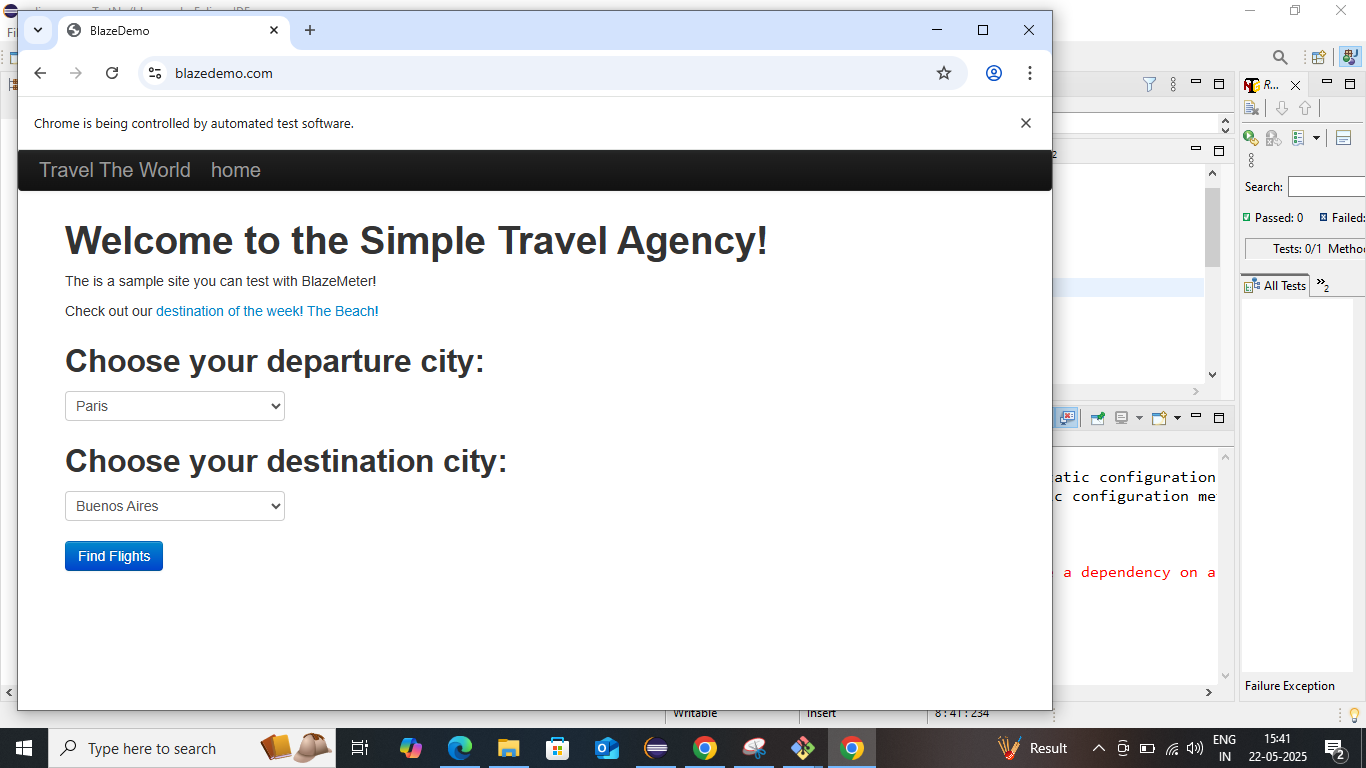 BlazeDemo
blazedemo.com
Chrome is being controlled by automated test software.
Travel The World home
Welcome to the Simple Travel Agency!
The is a sample site you can test with BlazeMeter!
Check out our destination of the week! The Beach!
Choose your departure city:
Paris
Choose your destination city:
Buenos Aires
Find Flights
R...
2
Search:
Passed: 0 Failed:
Tests: 0/1 Metho
All Tests »2
atic configuration
c configuration me
a dependency on a
Failure Exception
Writable Insert 8 : 41 : 234
Type here to search
Result
ENG
IN
15:41
22-05-2025
2